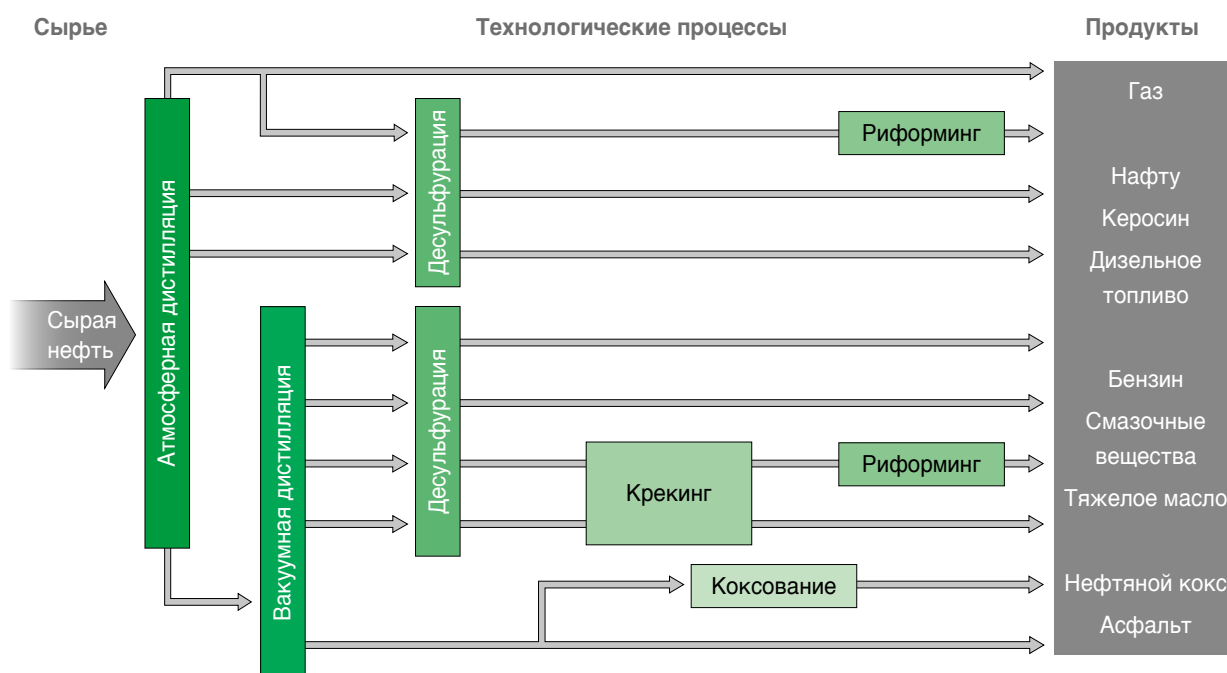 Сырье
Технологические процессы
Продукты
Атмосферная дистилляция
Сырая
нефть
Вакуумная дистилляция
Десульфурация
Десульфурация
Риформинг
Крекинг
Риформинг
Коксование
Газ
Нафту
Керосин
Дизельное
топливо
Бензин
Смазочные
вещества
Тяжелое масло
Нефтяной кокс
Асфальт